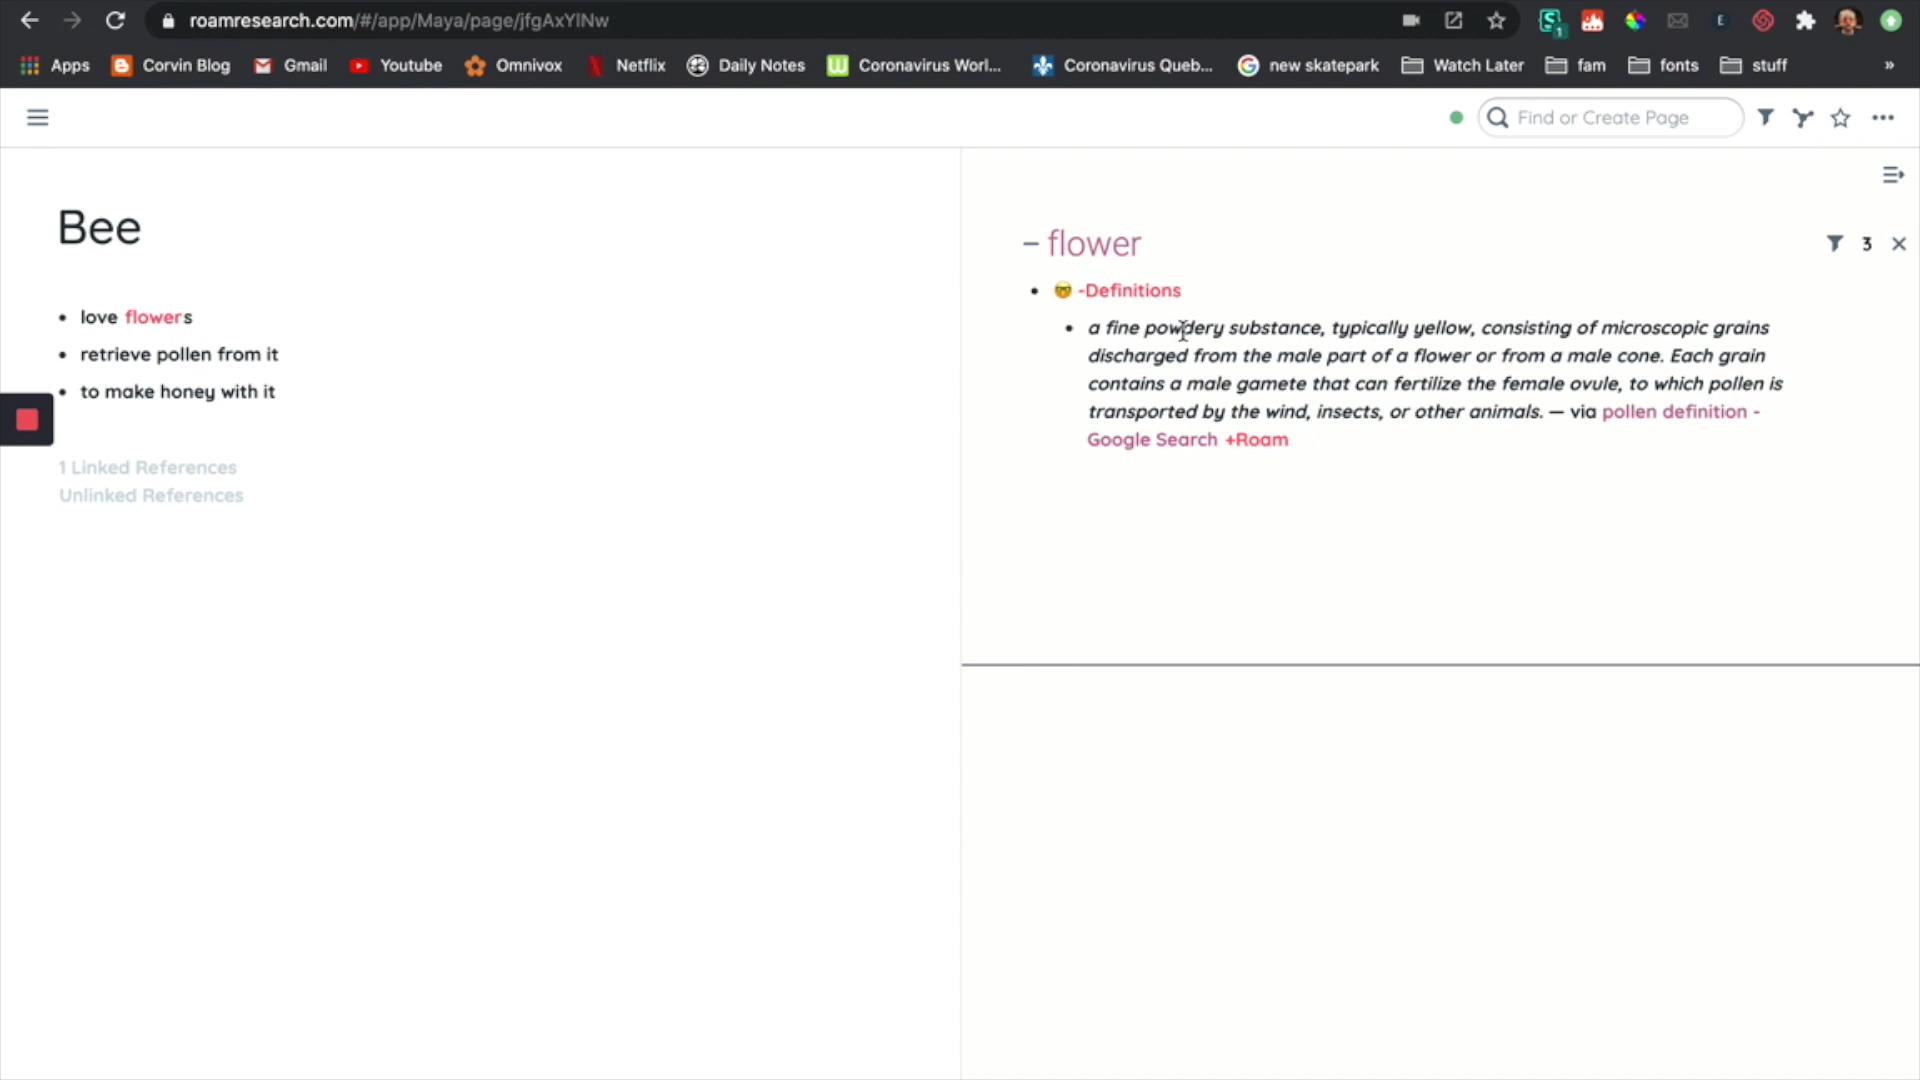 roamresearch.com/#/app/Maya/page/jfgAxYlNw
1
E
Apps
Corvin Blog
Gmail
Youtube
Omnivox
Netflix
Daily Notes
Coronavirus Worl...
Coronavirus Queb...
new skatepark
Watch Later
fam
fonts
stuff
»
Find or Create Page
Bee
love flowers
retrieve pollen from it
to make honey with it
1 Linked References
Unlinked References
flower
3
-Definitions
a fine powdery substance, typically yellow, consisting of microscopic grains
discharged from the male part of a flower or from a male cone. Each grain
contains a male gamete that can fertilize the female ovule, to which pollen is
transported by the wind, insects, or other animals. — via pollen definition -
Google Search +Roam